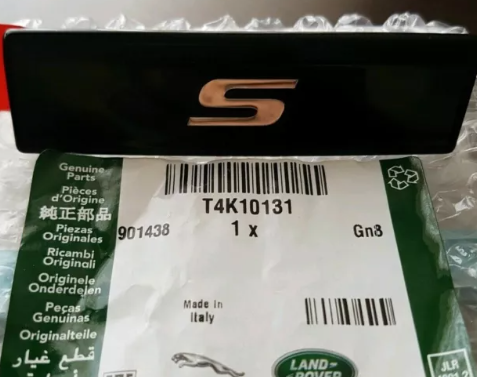 S
Genuine
Parts
Pièces
d'Origine
純正部品
Piezas
Originales
Ricambi
Originali
Originele
Onderdelen
Peças
Genuinas
Originalteile
قطع غيار
T4K10131
901438
1 x
Gn8
Made in
Italy
LAND-
ROVER
JLR